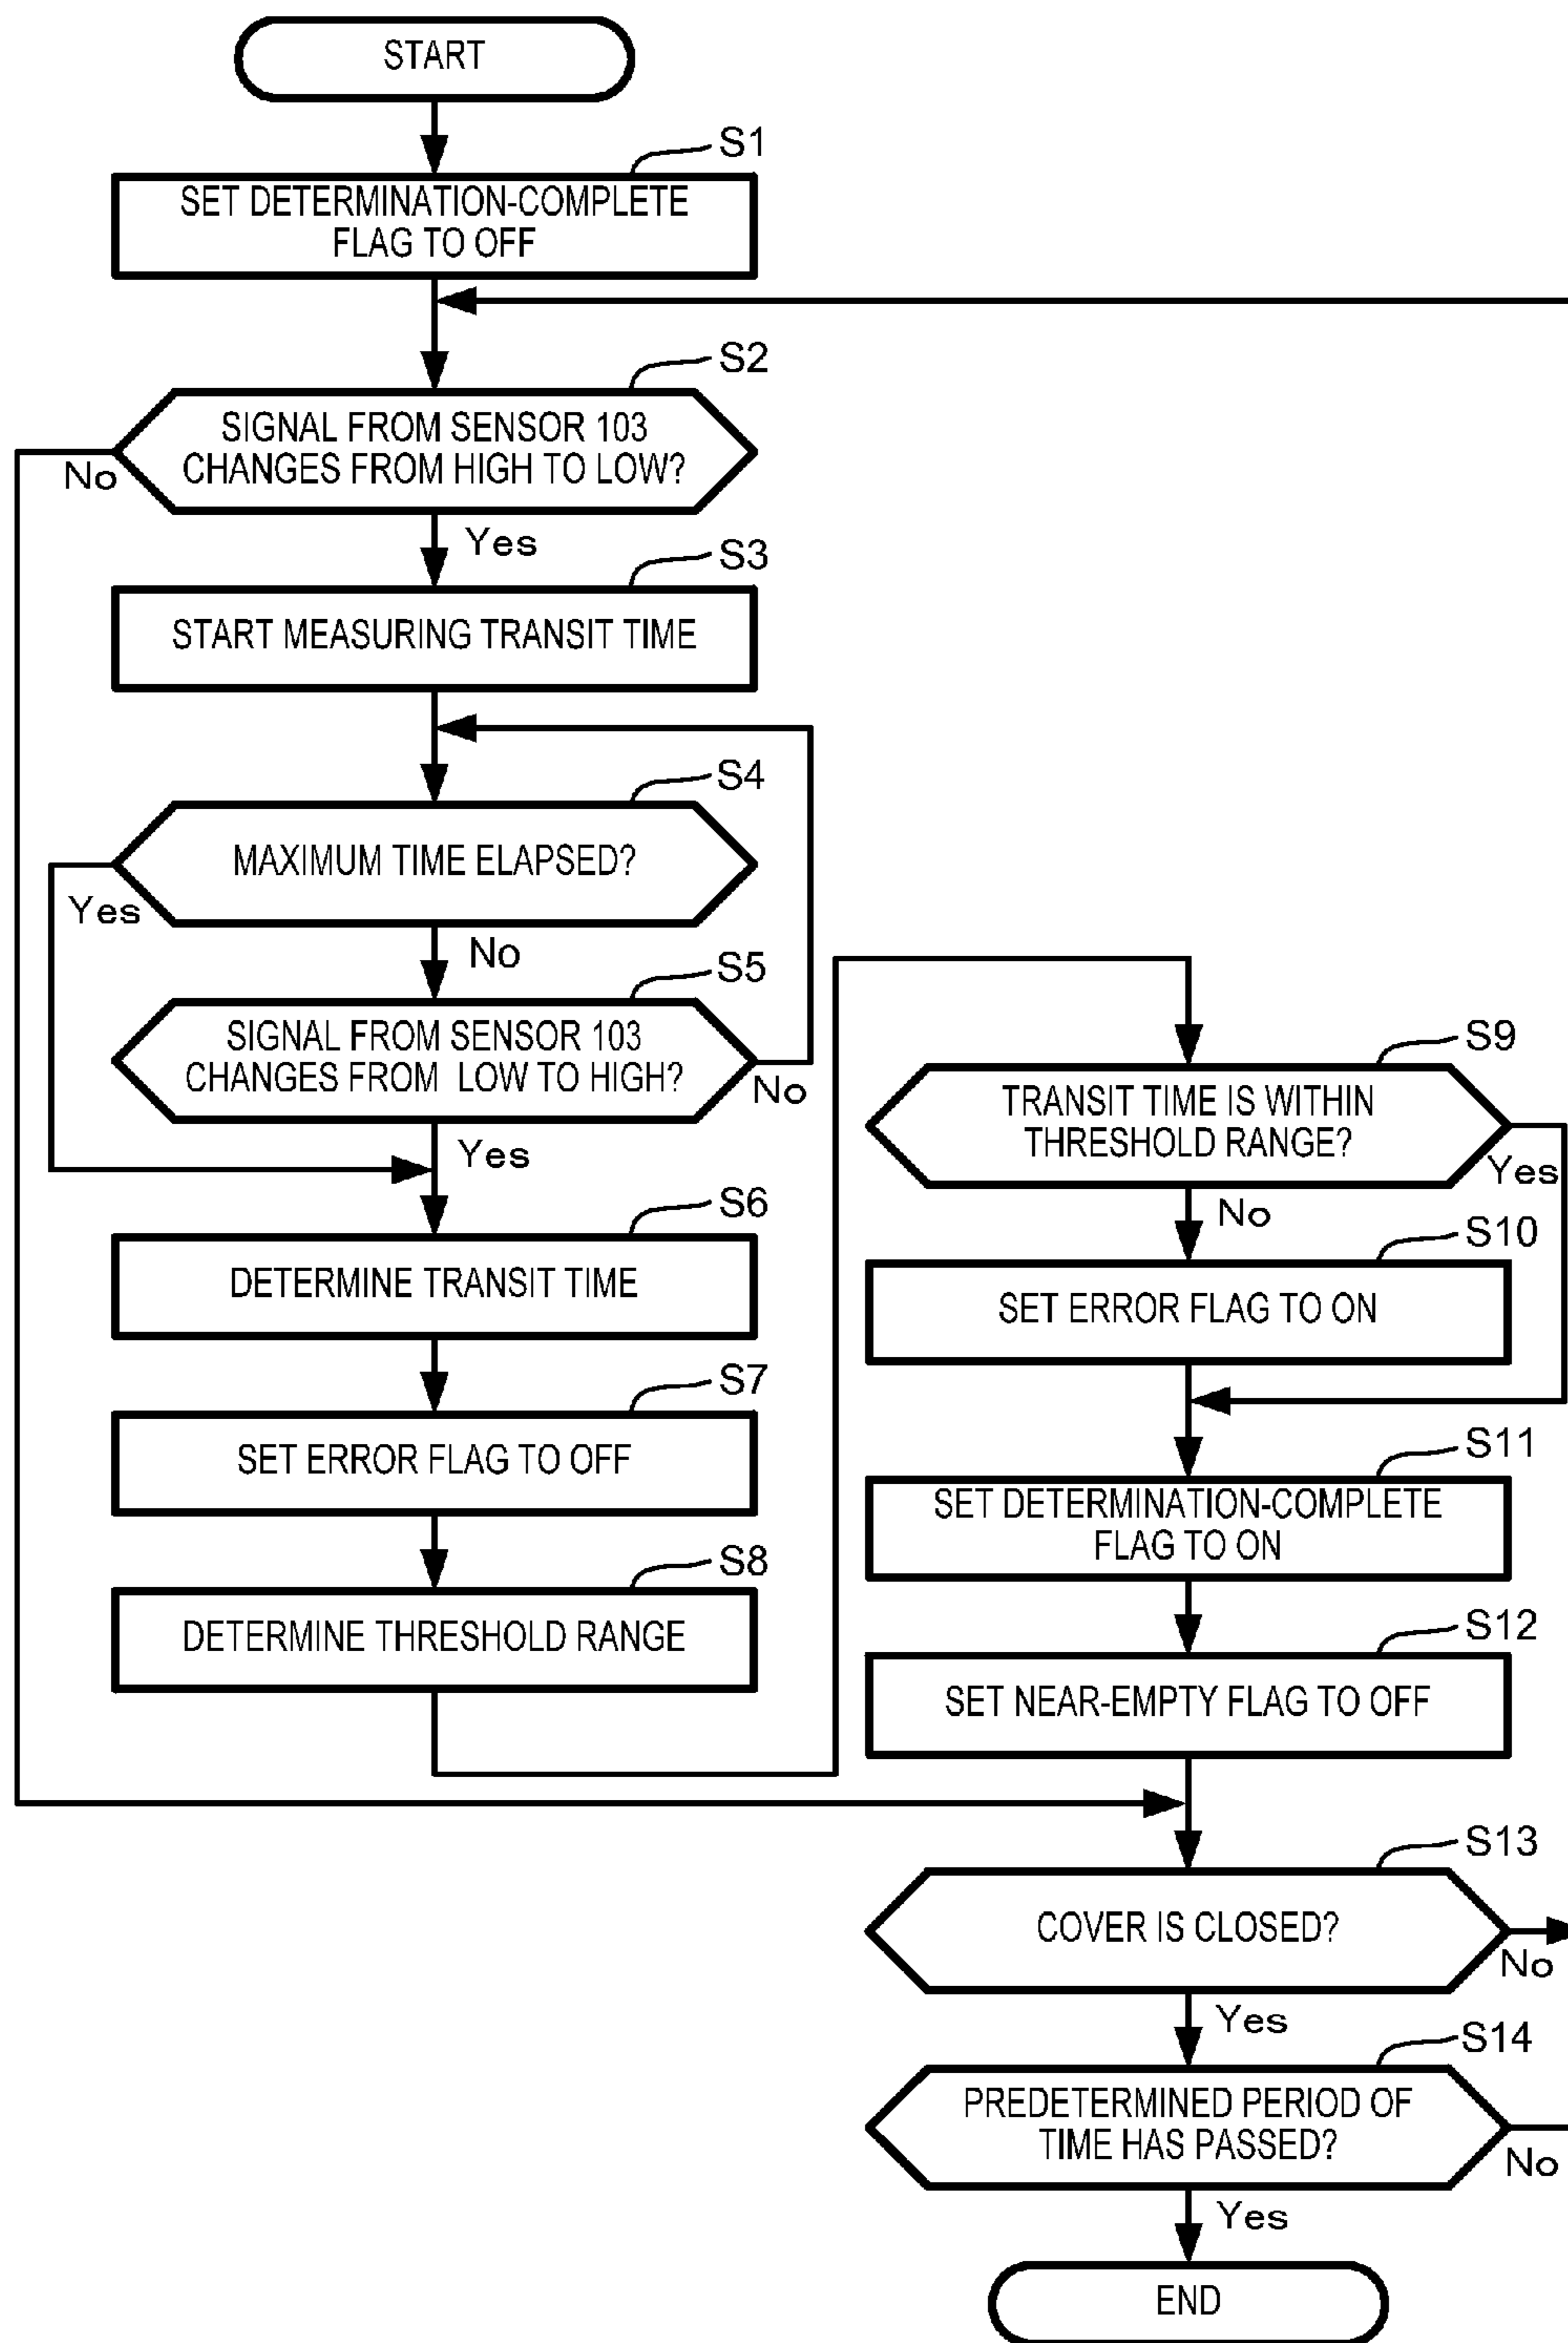 START
S1
SET DETERMINATION-COMPLETE
FLAG TO OFF
S2
SIGNAL FROM SENSOR 103
CHANGES FROM HIGH TO LOW?
No
Yes
S3
START MEASURING TRANSIT TIME
S4
MAXIMUM TIME ELAPSED?
Yes
No
S5
SIGNAL FROM SENSOR 103
CHANGES FROM LOW TO HIGH?
No
Yes
S6
DETERMINE TRANSIT TIME
S7
SET ERROR FLAG TO OFF
S8
DETERMINE THRESHOLD RANGE
S9
TRANSIT TIME IS WITHIN
THRESHOLD RANGE?
Yes
No
S10
SET ERROR FLAG TO ON
S11
SET DETERMINATION-COMPLETE
FLAG TO ON
S12
SET NEAR-EMPTY FLAG TO OFF
S13
COVER IS CLOSED?
No
Yes
S14
PREDETERMINED PERIOD OF
TIME HAS PASSED?
No
Yes
END